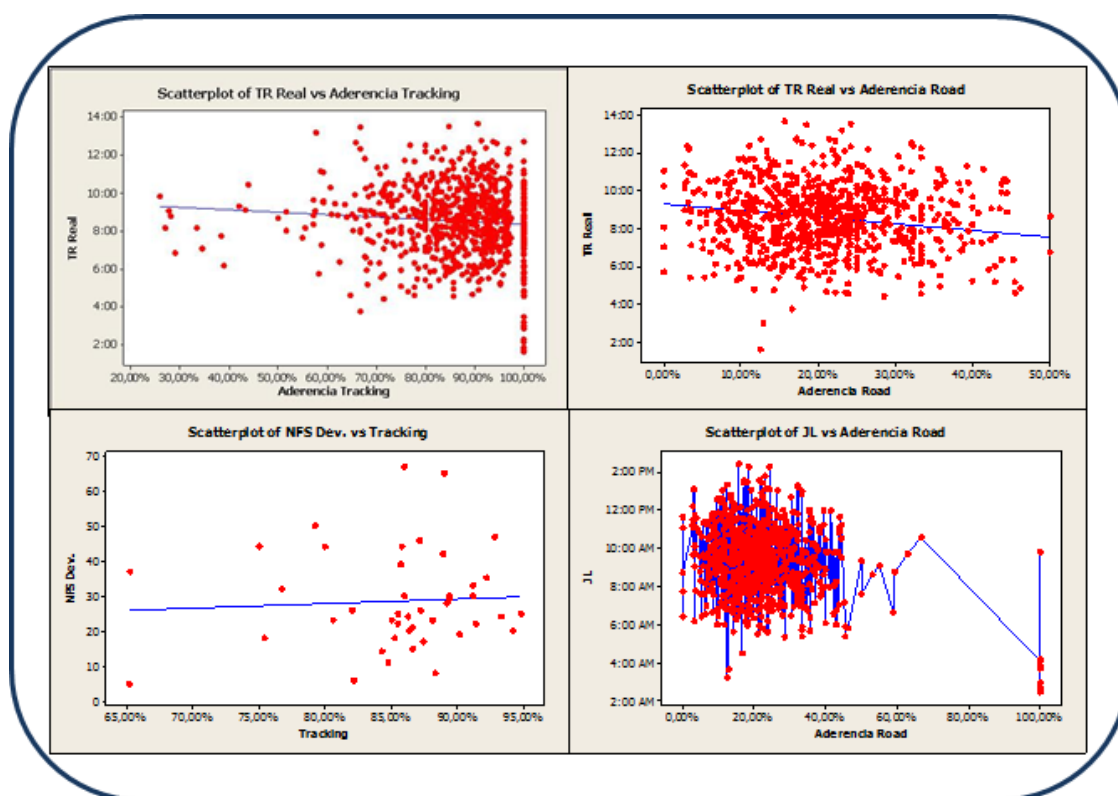 Scatterplot of TR Real vs Aderencia Tracking
14:00
12:00
10:00
8:00
6:00
4:00
2:00
TR Real
20,00% 30,00% 40,00% 50,00% 60,00% 70,00% 80,00% 90,00% 100,00%
Aderencia Tracking
Scatterplot of TR Real vs Aderencia Road
14:00
12:00
10:00
8:00
6:00
4:00
2:00
TR Real
0,00% 10,00% 20,00% 30,00% 40,00% 50,00%
Aderencia Road
Scatterplot of NFS Dev. vs Tracking
70
60
50
40
30
20
10
0
NFS Dev.
65,00% 70,00% 75,00% 80,00% 85,00% 90,00% 95,00%
Tracking
Scatterplot of JL vs Aderencia Road
2:00 PM
12:00 PM
10:00 AM
8:00 AM
6:00 AM
4:00 AM
2:00 AM
JL
0,00% 20,00% 40,00% 60,00% 80,00% 100,00%
Aderencia Road